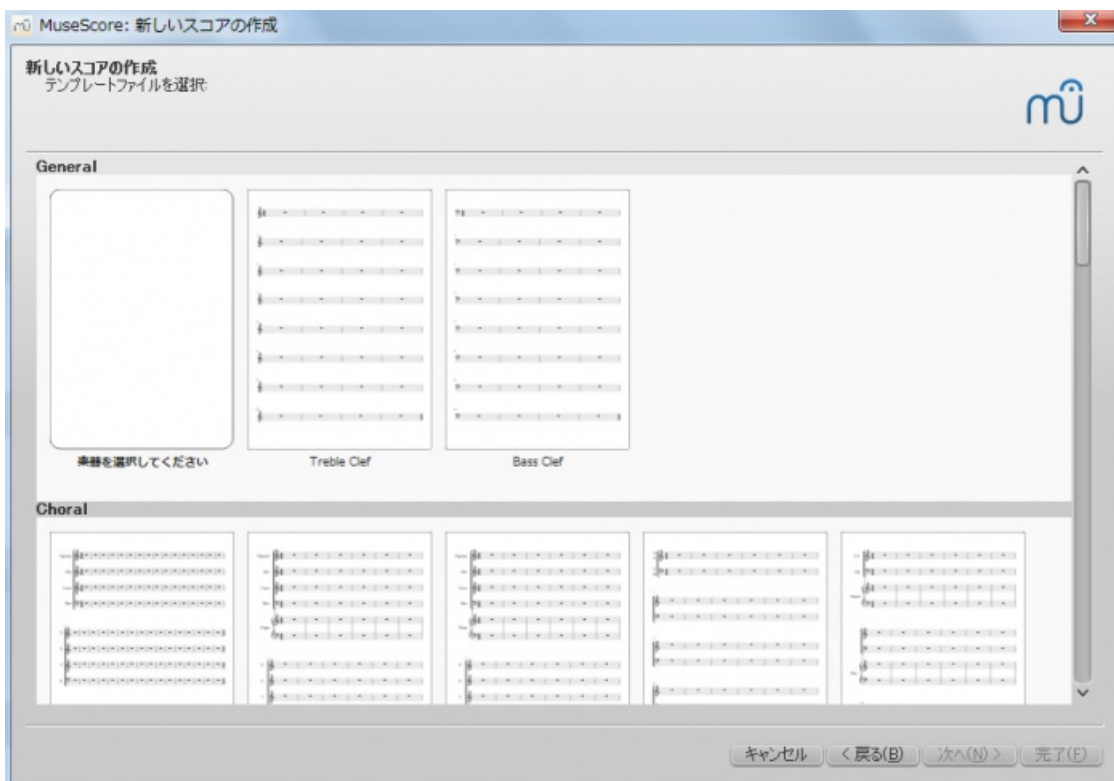 MuseScore: 新しいスコアの作成
新しいスコアの作成
テンプレートファイルを選択:
General
楽器を選択してください
Treble Clef
Bass Clef
Choral
キャンセル
< 戻る(B)
次へ(N) >
完了(F)